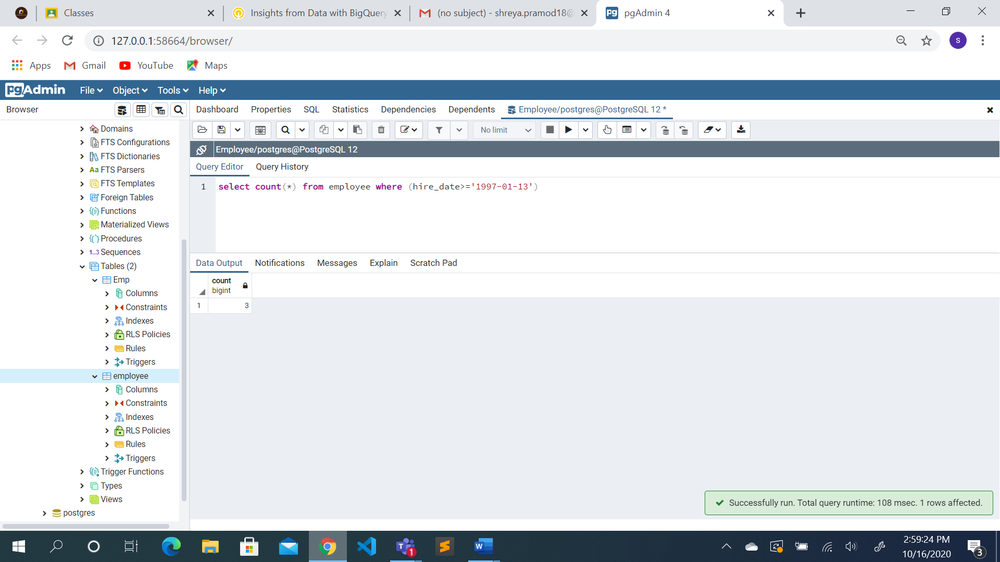 Classes
Insights from Data with BigQuery
(no subject) - shreya.pramod18@
pgAdmin 4
127.0.0.1:58664/browser/
S
Apps
Gmail
YouTube
Maps
pgAdmin
File
Object
Tools
Help
Browser
Dashboard
Properties
SQL
Statistics
Dependencies
Dependents
Employee/postgres@PostgreSQL 12 *
No limit
Employee/postgres@PostgreSQL 12
Query Editor
Query History
1 select count(*) from employee where (hire_date>='1997-01-13')
Domains
FTS Configurations
FTS Dictionaries
Aa FTS Parsers
FTS Templates
Foreign Tables
Functions
Materialized Views
Procedures
1..3 Sequences
Tables (2)
Emp
Columns
Constraints
Indexes
RLS Policies
Rules
Triggers
employee
Columns
Constraints
Indexes
RLS Policies
Rules
Triggers
Trigger Functions
Types
Views
postgres
Data Output
Notifications
Messages
Explain
Scratch Pad
count
bigint
1 3
Successfully run. Total query runtime: 108 msec. 1 rows affected.
T 1
W
2:59:24 PM
10/16/2020
3